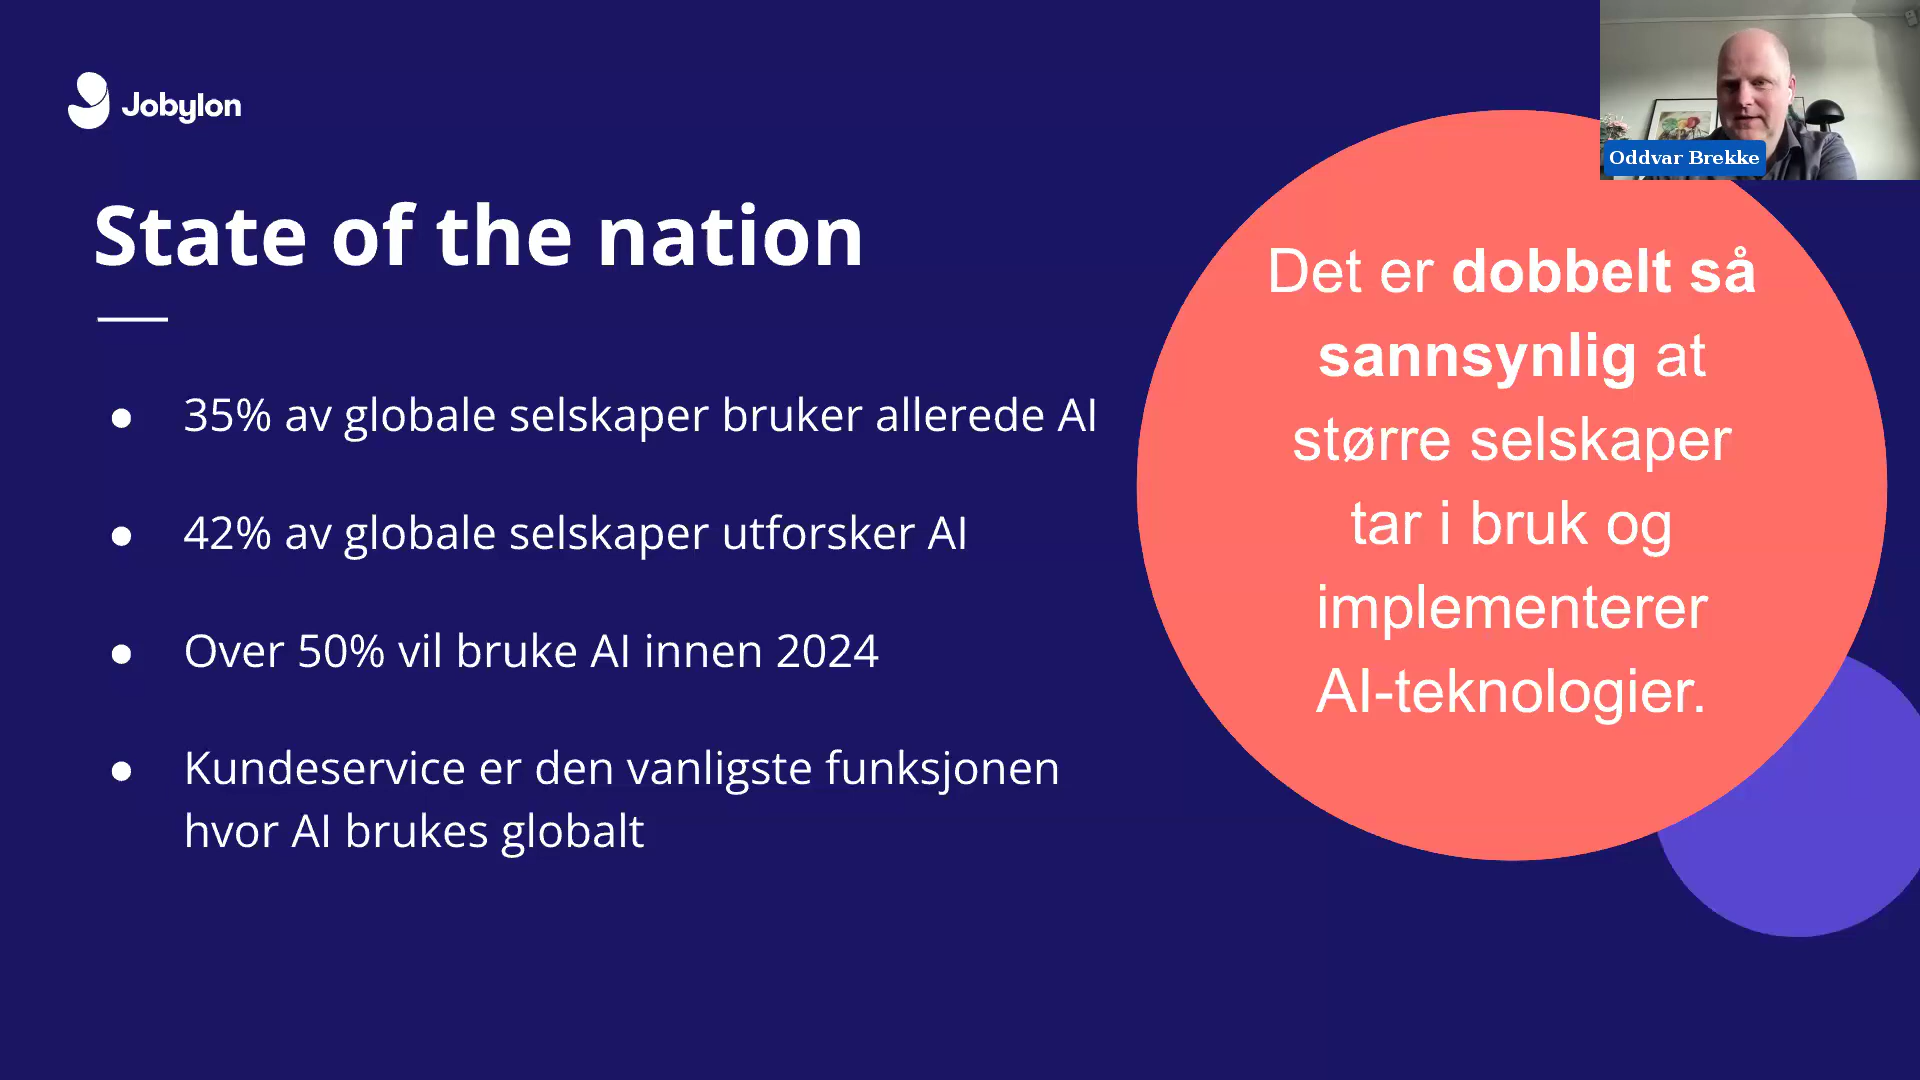 Jobylon
Oddvar Brekke
State of the nation
● 35% av globale selskaper bruker allerede AI
● 42% av globale selskaper utforsker AI
● Over 50% vil bruke AI innen 2024
● Kundeservice er den vanligste funksjonen
hvor AI brukes globalt
Det er dobbelt så
sannsynlig at
større selskaper
tar i bruk og
implementerer
AI-teknologier.